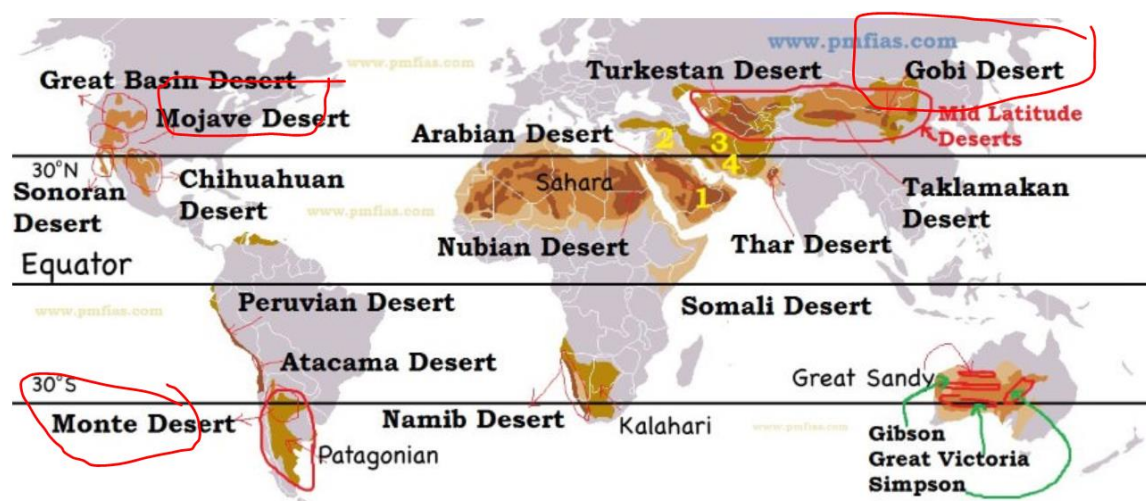 www.pmfias.com
www.pmfias.com
Great Basin Desert
Turkestan Desert
Gobi Desert
Mojave Desert
Arabian Desert
Mid Latitude
Deserts
2
3
4
30°N
Sonoran
Desert
Chihuahuan
Desert
Sahara
1
Taklamakan
Desert
www.pmfias.com
Nubian Desert
Thar Desert
Equator
www.pmfias.com
Peruvian Desert
Somali Desert
Atacama Desert
30°S
Great Sandy
Monte Desert
Namib Desert
Kalahari
www.pmfias.com
Patagonian
Gibson
Great Victoria
Simpson